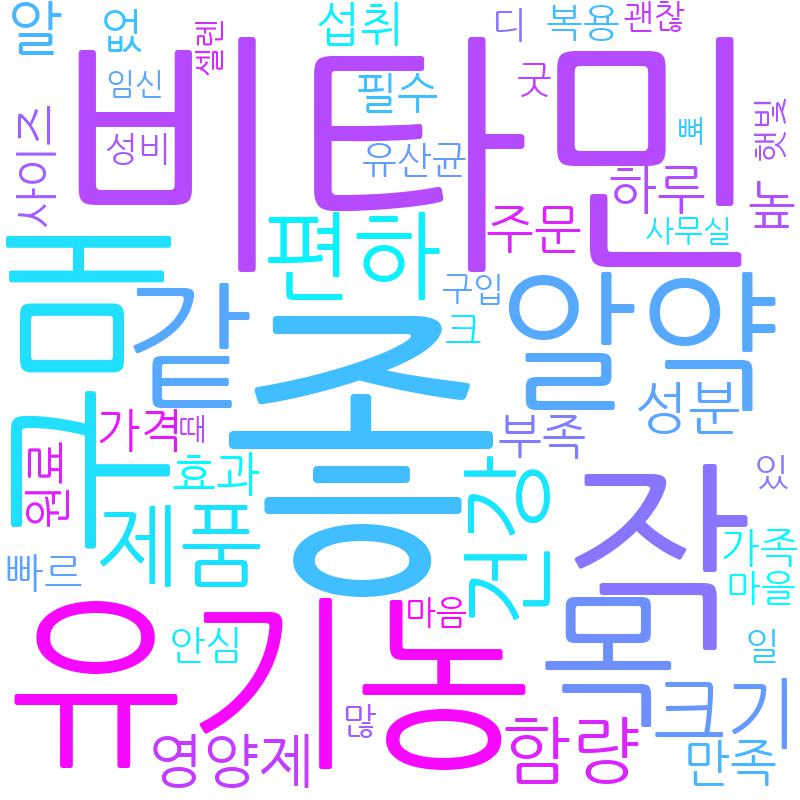 알
없
셀렌
섭취
디
복용
괜찮
비타민
임신
필수
굿
뼈
햇빛
사이즈
성비
유산균
하루
높
몸
편하
주문
사무실
같
구입
알약
좋
크
구
가격
때
성분
부족
원료
효과
건강
작
있
제품
가족
빠르
마을
유기농
안심
마음
목
일
크기
영양제
많
함량
만족